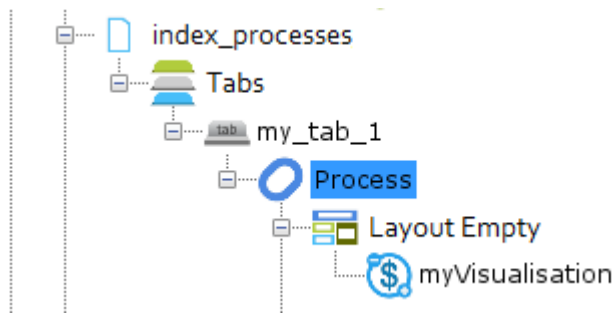 index_processes
Tabs
tab my_tab_1
Process
Layout Empty
$ myVisualisation